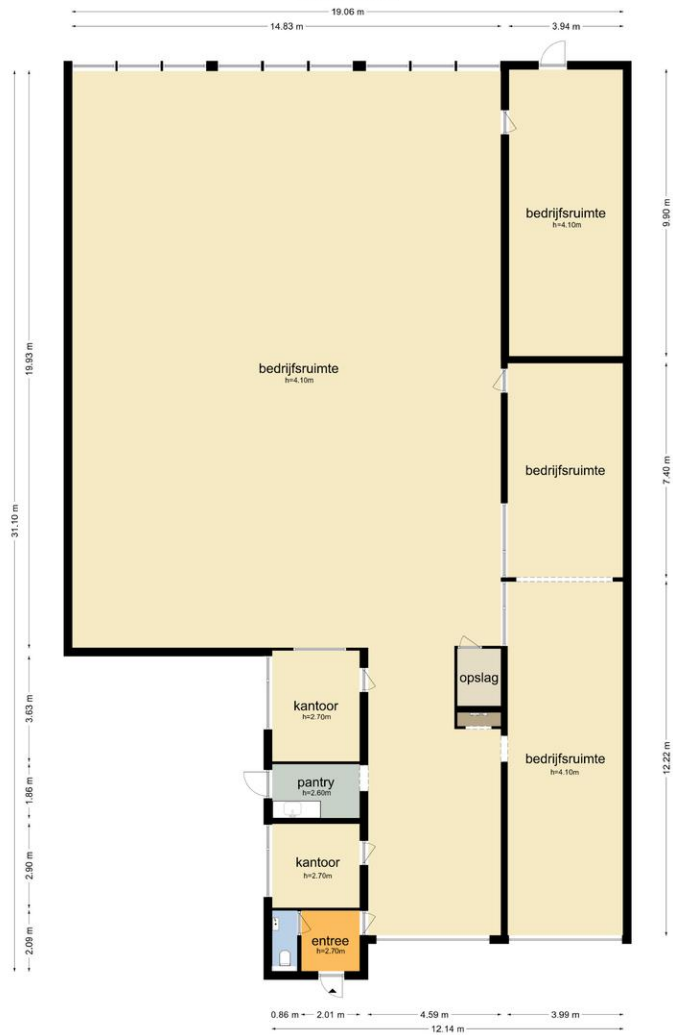 19.06 m
14.83 m
3.94 m
31.10 m
19.93 m
3.63 m
1.86 m
2.90 m
2.09 m
bedrijfsruimte
h=4.10m
bedrijfsruimte
h=4.10m
9.90 m
bedrijfsruimte
7.40 m
opslag
kantoor
h=2.70m
bedrijfsruimte
h=4.10m
12.22 m
pantry
h=2.60m
kantoor
h=2.70m
entree
h=2.70m
0.86 m
2.01 m
4.59 m
3.99 m
12.14 m